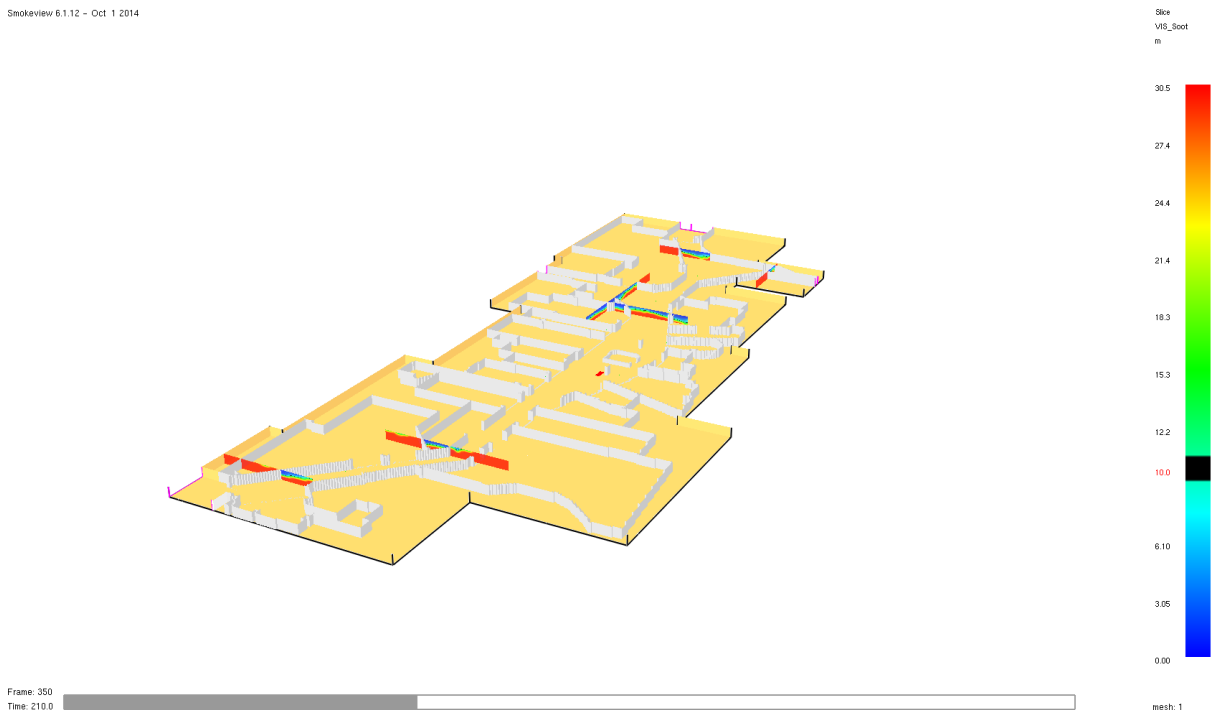 Smokeview 6.1.12 - Oct 1 2014
Slice
VIS_Soot
m
30.5
27.4
24.4
21.4
18.3
15.3
12.2
10.0
6.10
3.05
0.00
Frame: 350
Time: 210.0
mesh: 1